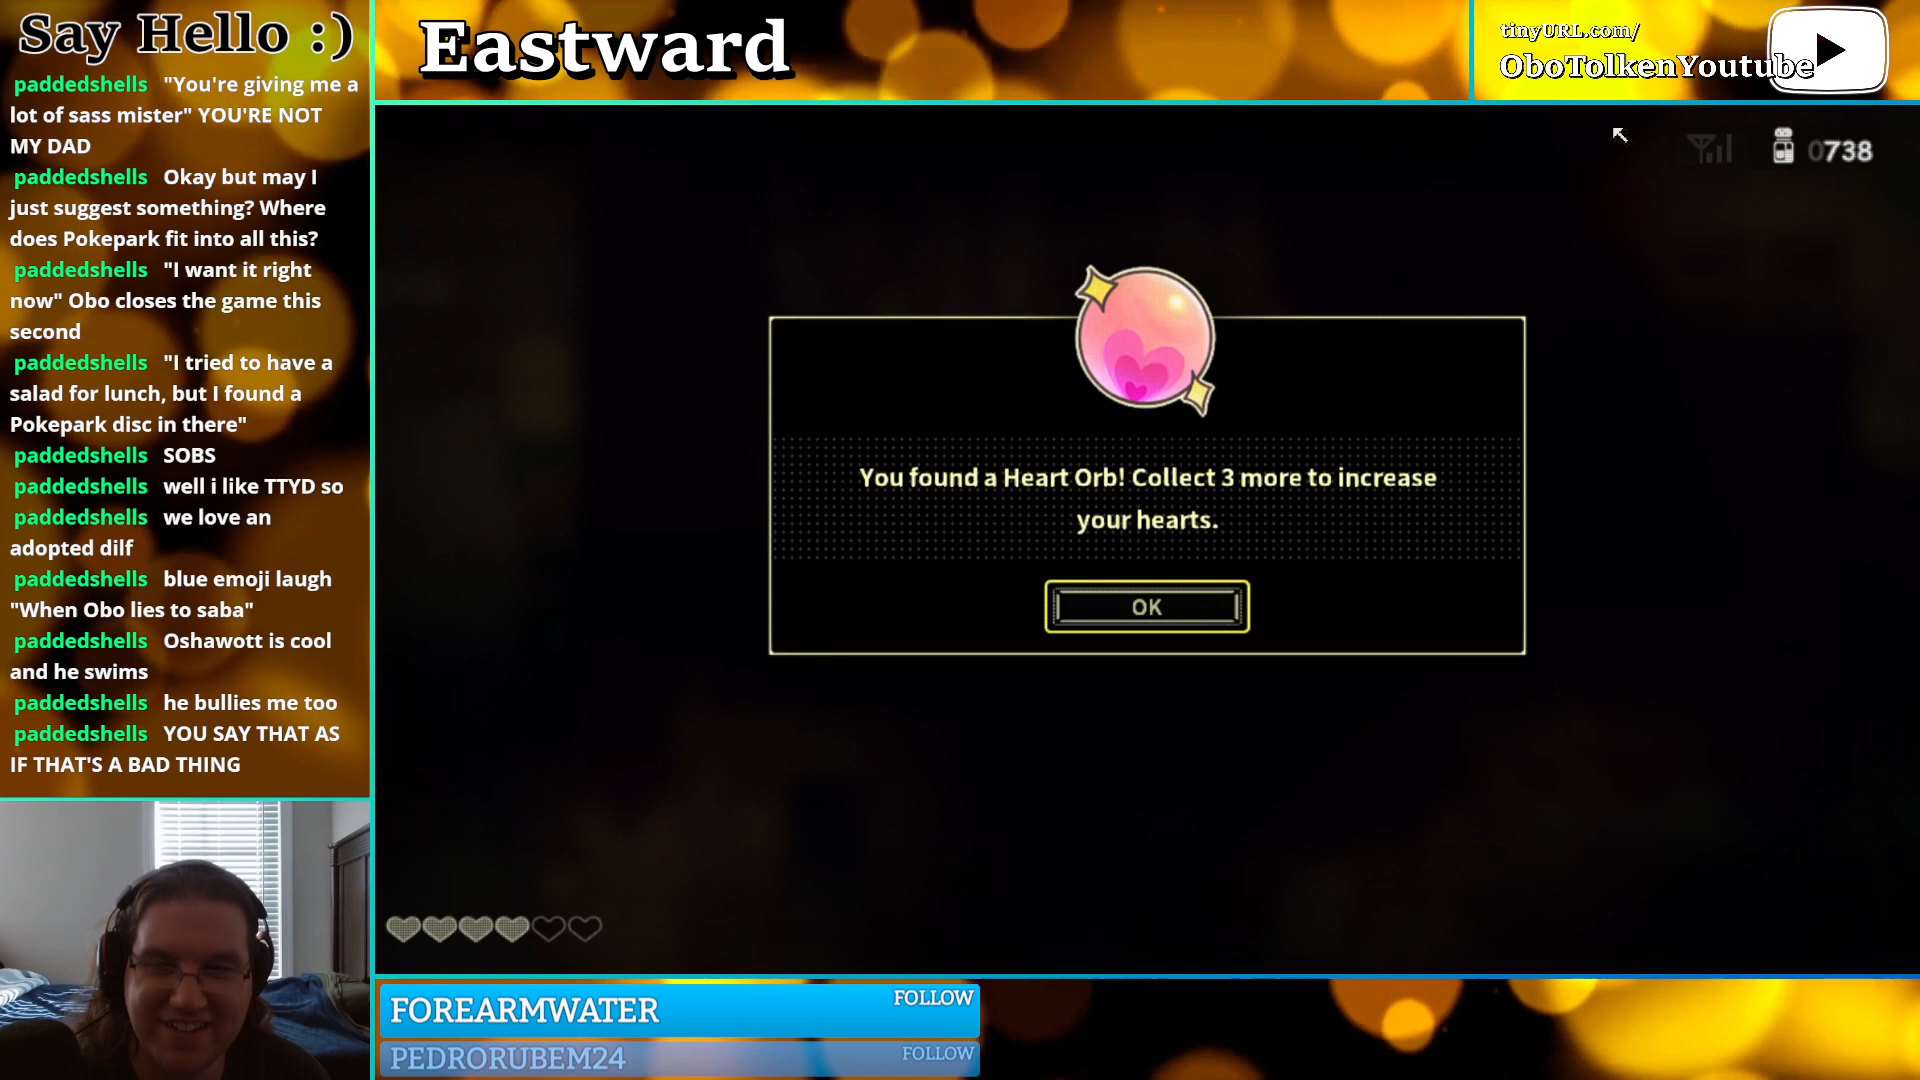 Say Hello :)
paddedshells "You're giving me a
lot of sass mister" YOU'RE NOT
MY DAD
paddedshells Okay but may I
just suggest something? Where
does Pokepark fit into all this?
paddedshells "I want it right
now" Obo closes the game this
second
paddedshells "I tried to have a
salad for lunch, but I found a
Pokepark disc in there"
paddedshells SOBS
paddedshells well i like TTYD so
paddedshells we love an
adopted dilf
paddedshells blue emoji laugh
"When Obo lies to saba"
paddedshells Oshawott is cool
and he swims
paddedshells he bullies me too
paddedshells YOU SAY THAT AS
IF THAT'S A BAD THING
Eastward
tinyURL.com/
OboTolkenYoutube
0738
You found a Heart Orb! Collect 3 more to increase
your hearts.
OK
FOREARMWATER FOLLOW
PEDRORUBEM24 FOLLOW